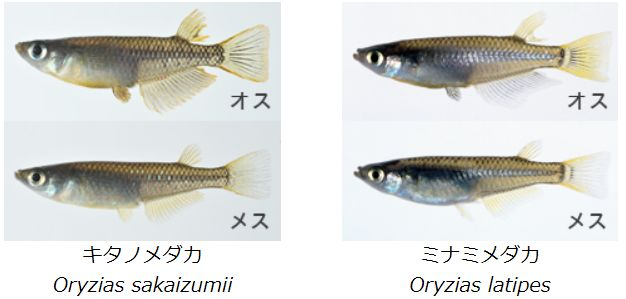 オス
オス
メス
メス
キタノメダカ
Oryzias sakaizumii
ミナミメダカ
Oryzias latipes